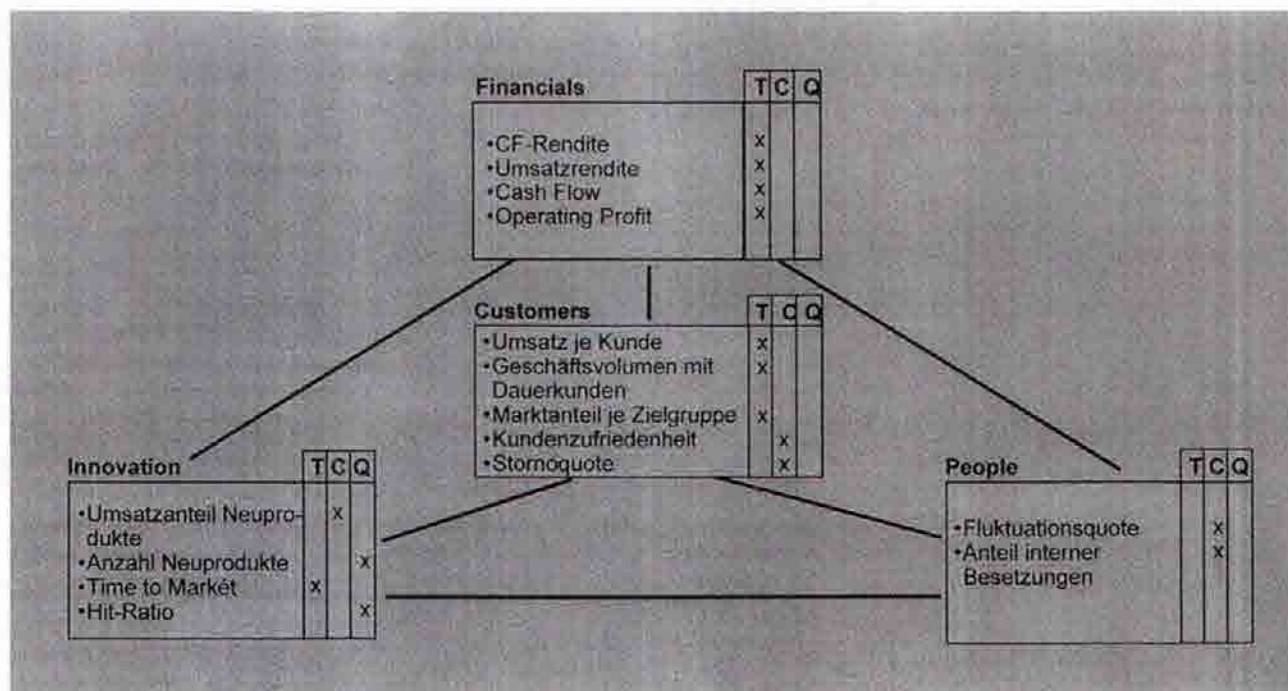 Financials T C Q
•CF-Rendite x
•Umsatzrendite x
•Cash Flow x
•Operating Profit x
Customers T C Q
•Umsatz je Kunde x
•Geschäftsvolumen mit x
Dauerkunden
•Marktanteil je Zielgruppe x
•Kundenzufriedenheit x
•Stornoquote x
Innovation T C Q
•Umsatzanteil Neupro- x
dukte
•Anzahl Neuprodukte x
•Time to Market x
•Hit-Ratio x
People T C Q
•Fluktuationsquote x
•Anteil interner x
Besetzungen